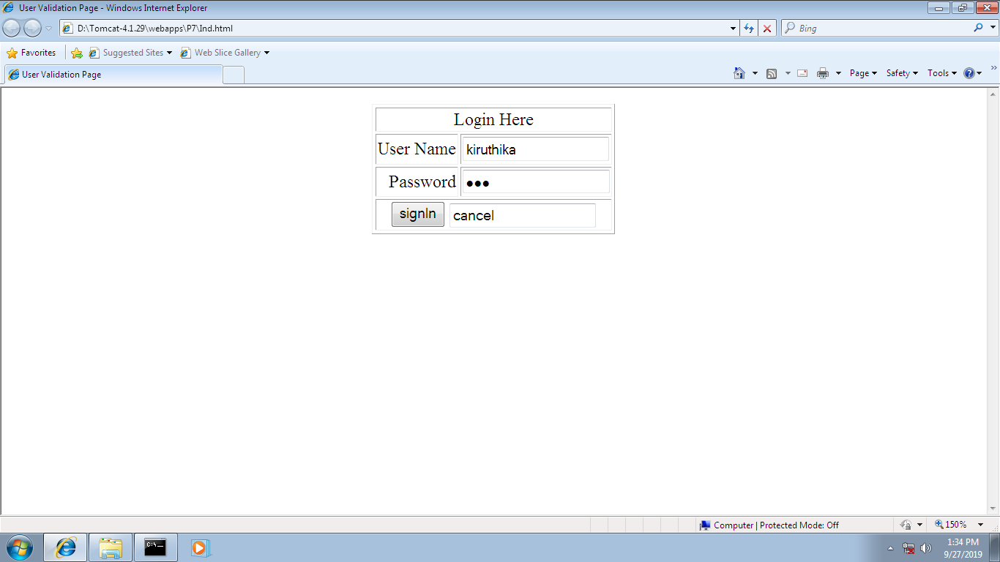 User Validation Page - Windows Internet Explorer
D:\Tomcat-4.1.29\webapps\P7\Ind.html
Bing
Favorites
Suggested Sites
Web Slice Gallery
User Validation Page
Page
Safety
Tools
Login Here
User Name
kiruthika
Password
signIn
cancel
Computer | Protected Mode: Off
150%
C:\
1:34 PM
9/27/2019